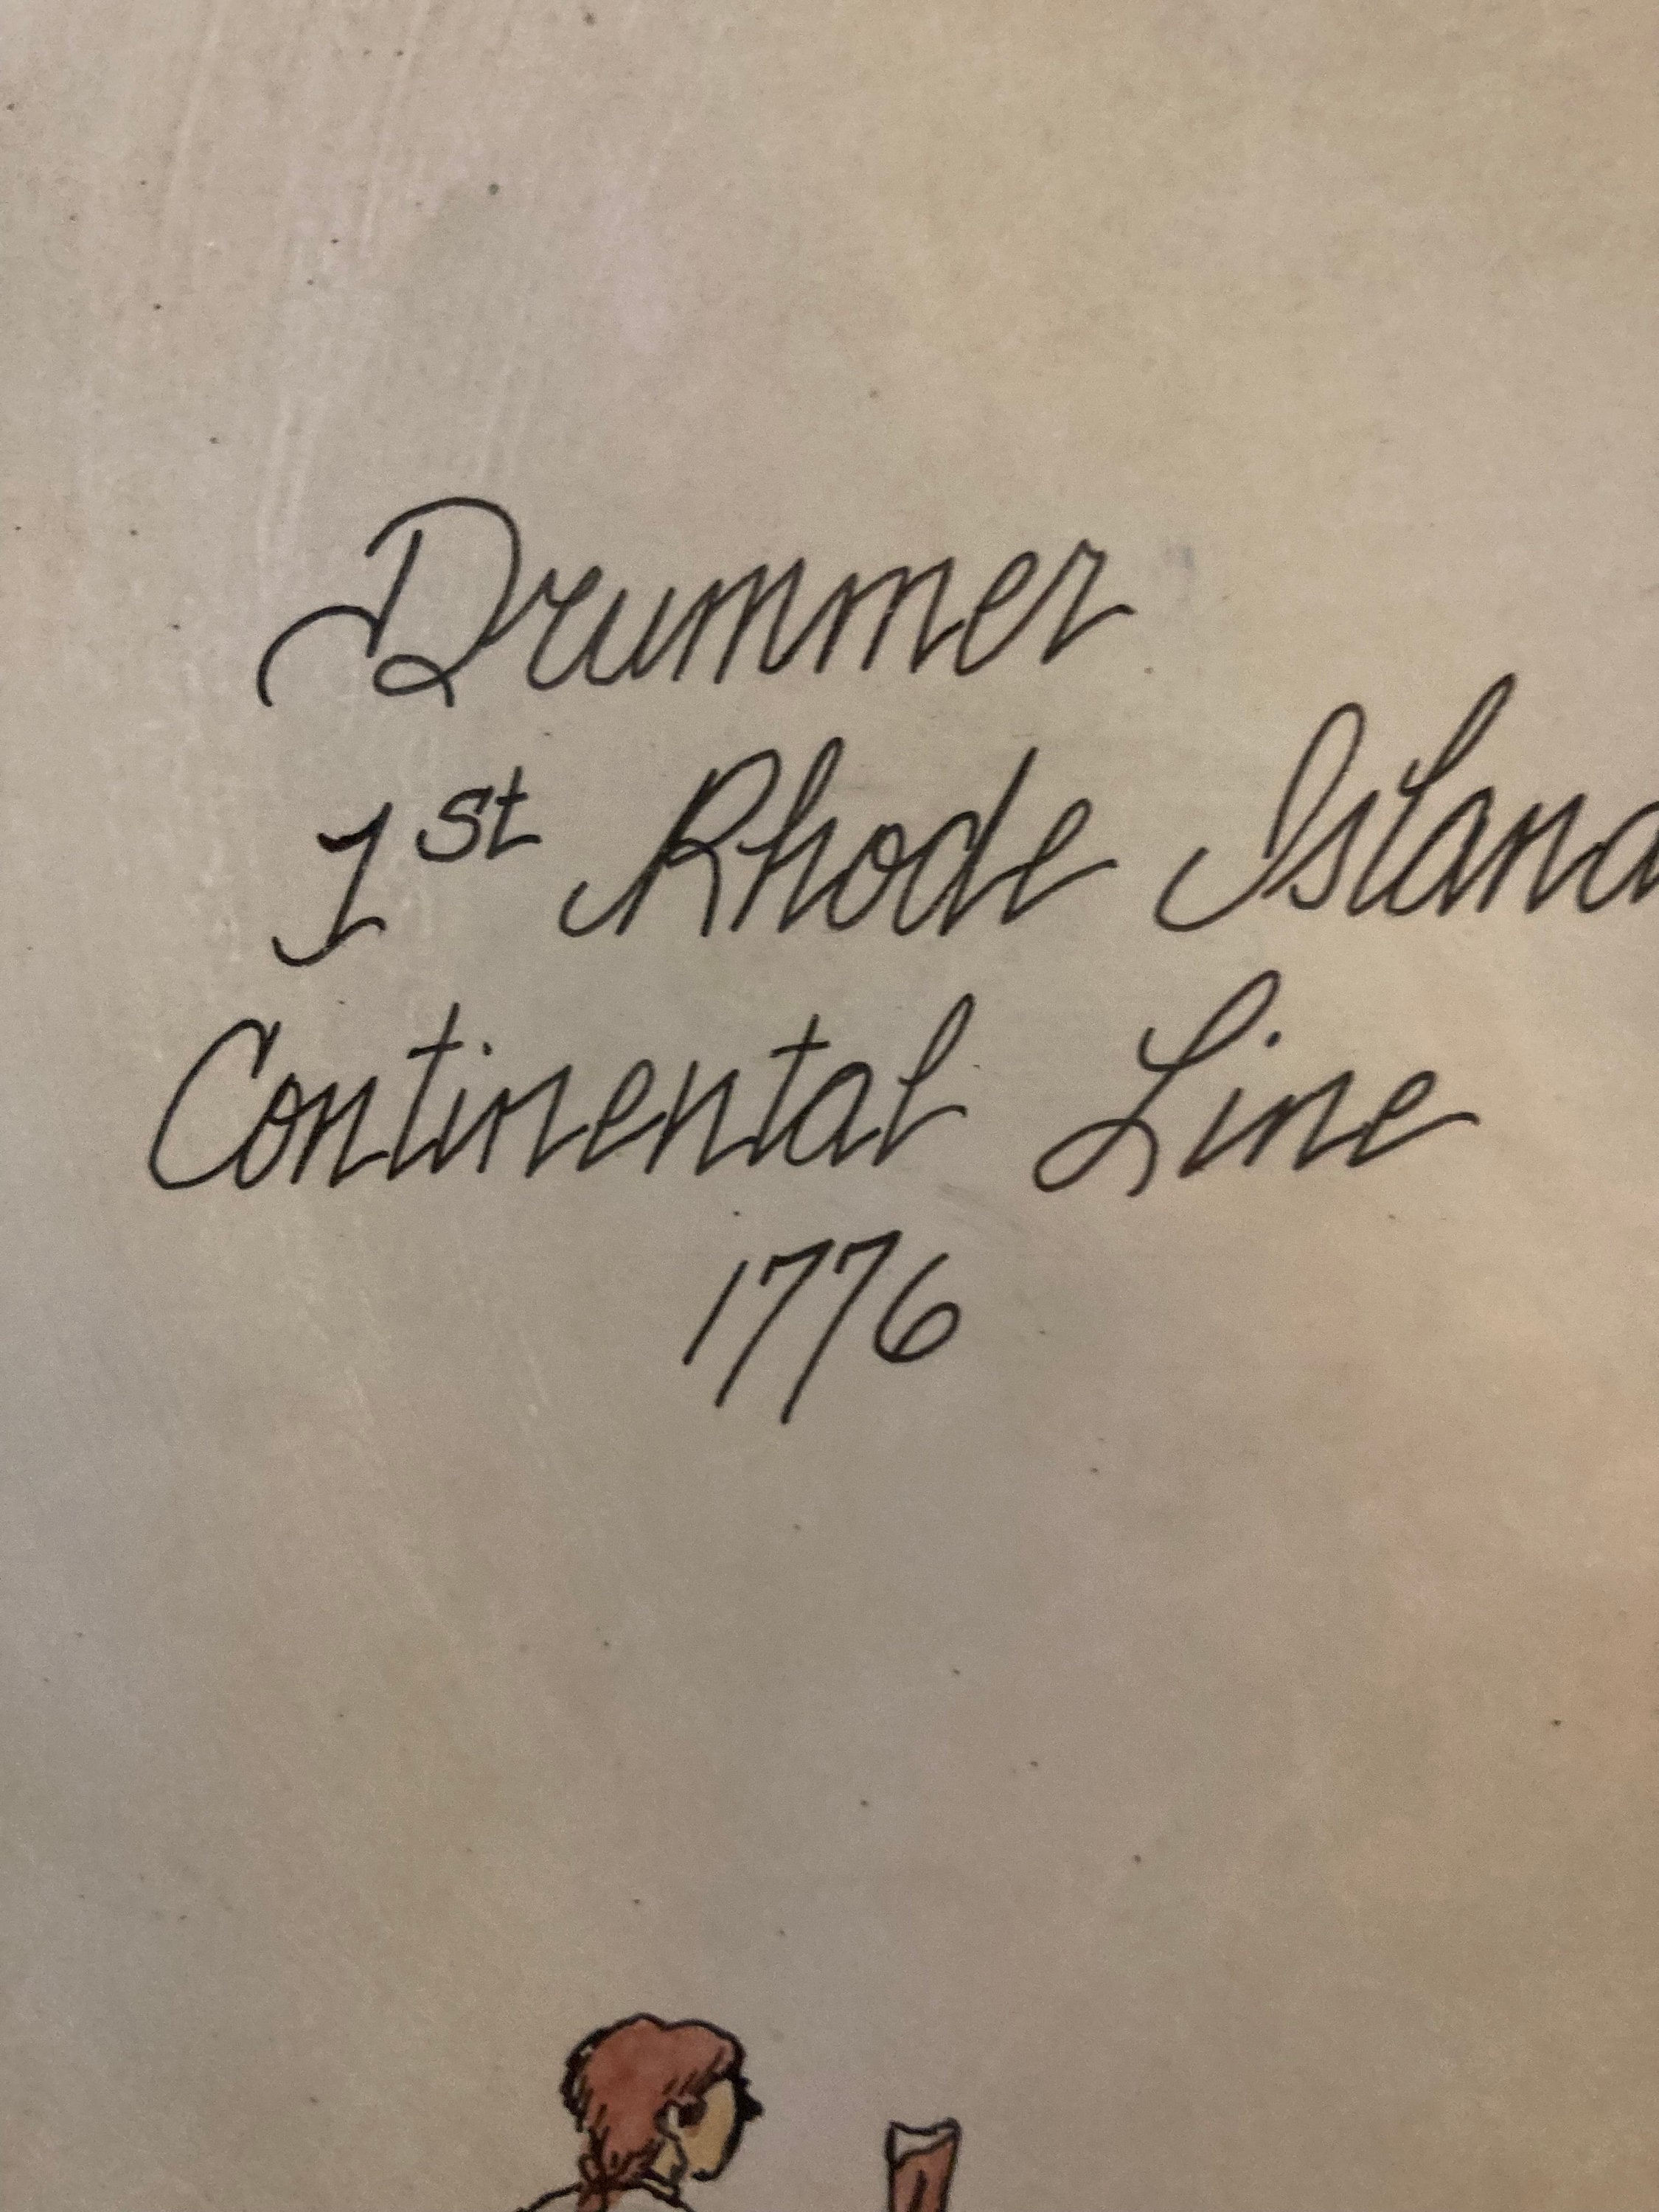 Drummer
1st Rhode Island
Continental Line
1776